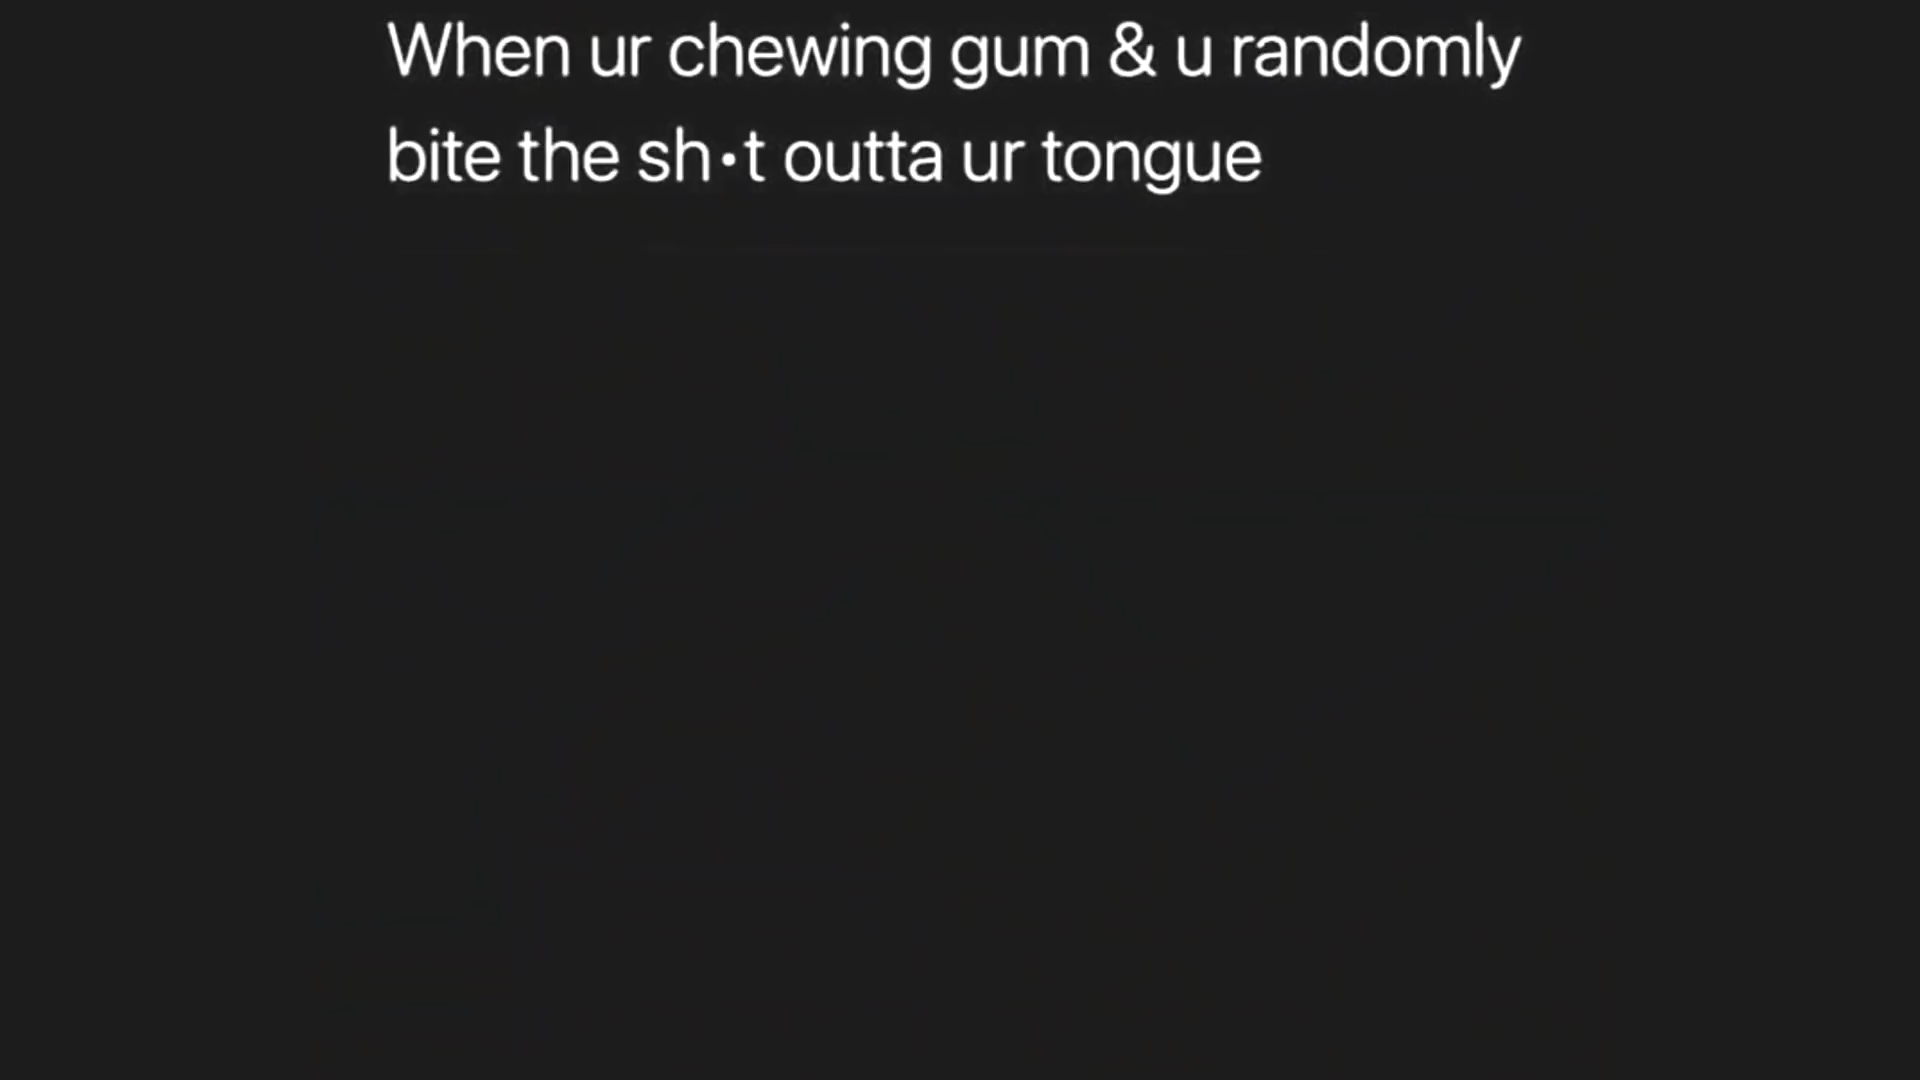 When ur chewing gum & u randomly
bite the sh•t outta ur tongue